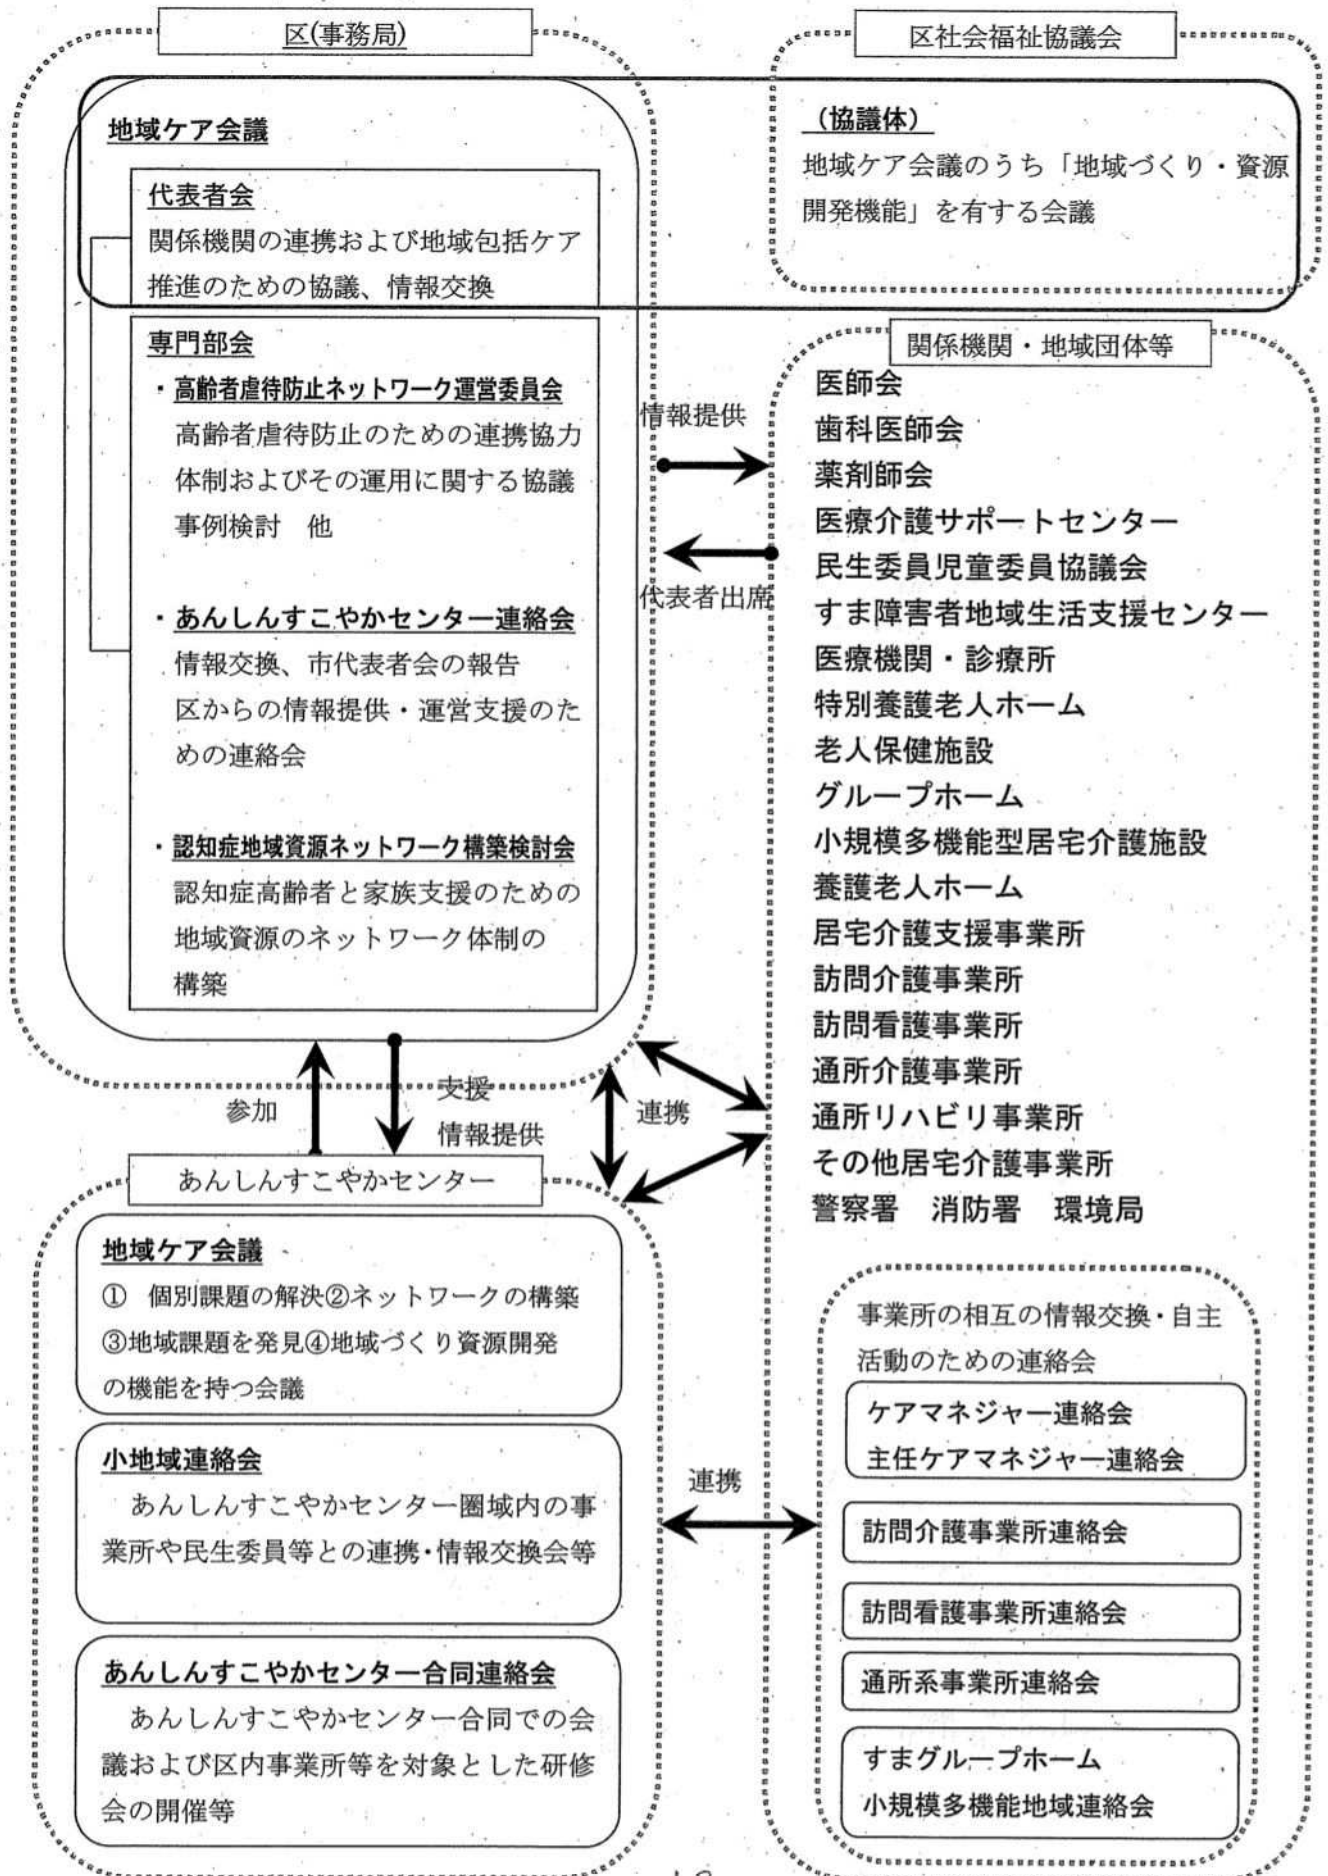 区(事務局)
区社会福祉協議会
地域ケア会議
代表者会
関係機関の連携および地域包括ケア
推進のための協議、情報交換
(協議体)
地域ケア会議のうち「地域づくり・資源
開発機能」を有する会議
専門部会
・高齢者虐待防止ネットワーク運営委員会
高齢者虐待防止のための連携協力
体制およびその運用に関する協議
事例検討 他
・あんしんすこやかセンター連絡会
情報交換、市代表者会の報告
区からの情報提供・運営支援のた
めの連絡会
・認知症地域資源ネットワーク構築検討会
認知症高齢者と家族支援のための
地域資源のネットワーク体制の
構築
情報提供
代表者出席
関係機関・地域団体等
医師会
歯科医師会
薬剤師会
医療介護サポートセンター
民生委員児童委員協議会
すま障害者地域生活支援センター
医療機関・診療所
特別養護老人ホーム
老人保健施設
グループホーム
小規模多機能型居宅介護施設
養護老人ホーム
居宅介護支援事業所
訪問介護事業所
訪問看護事業所
通所介護事業所
通所リハビリ事業所
その他居宅介護事業所
警察署 消防署 環境局
参加
支援
情報提供
連携
あんしんすこやかセンター
地域ケア会議
① 個別課題の解決②ネットワークの構築
③地域課題を発見④地域づくり資源開発
の機能を持つ会議
小地域連絡会
あんしんすこやかセンター圏域内の事
業所や民生委員等との連携・情報交換会等
あんしんすこやかセンター合同連絡会
あんしんすこやかセンター合同での会
議および区内事業所等を対象とした研修
会の開催等
連携
事業所の相互の情報交換・自主
活動のための連絡会
ケアマネジャー連絡会
主任ケアマネジャー連絡会
訪問介護事業所連絡会
訪問看護事業所連絡会
通所系事業所連絡会
すまグループホーム
小規模多機能地域連絡会